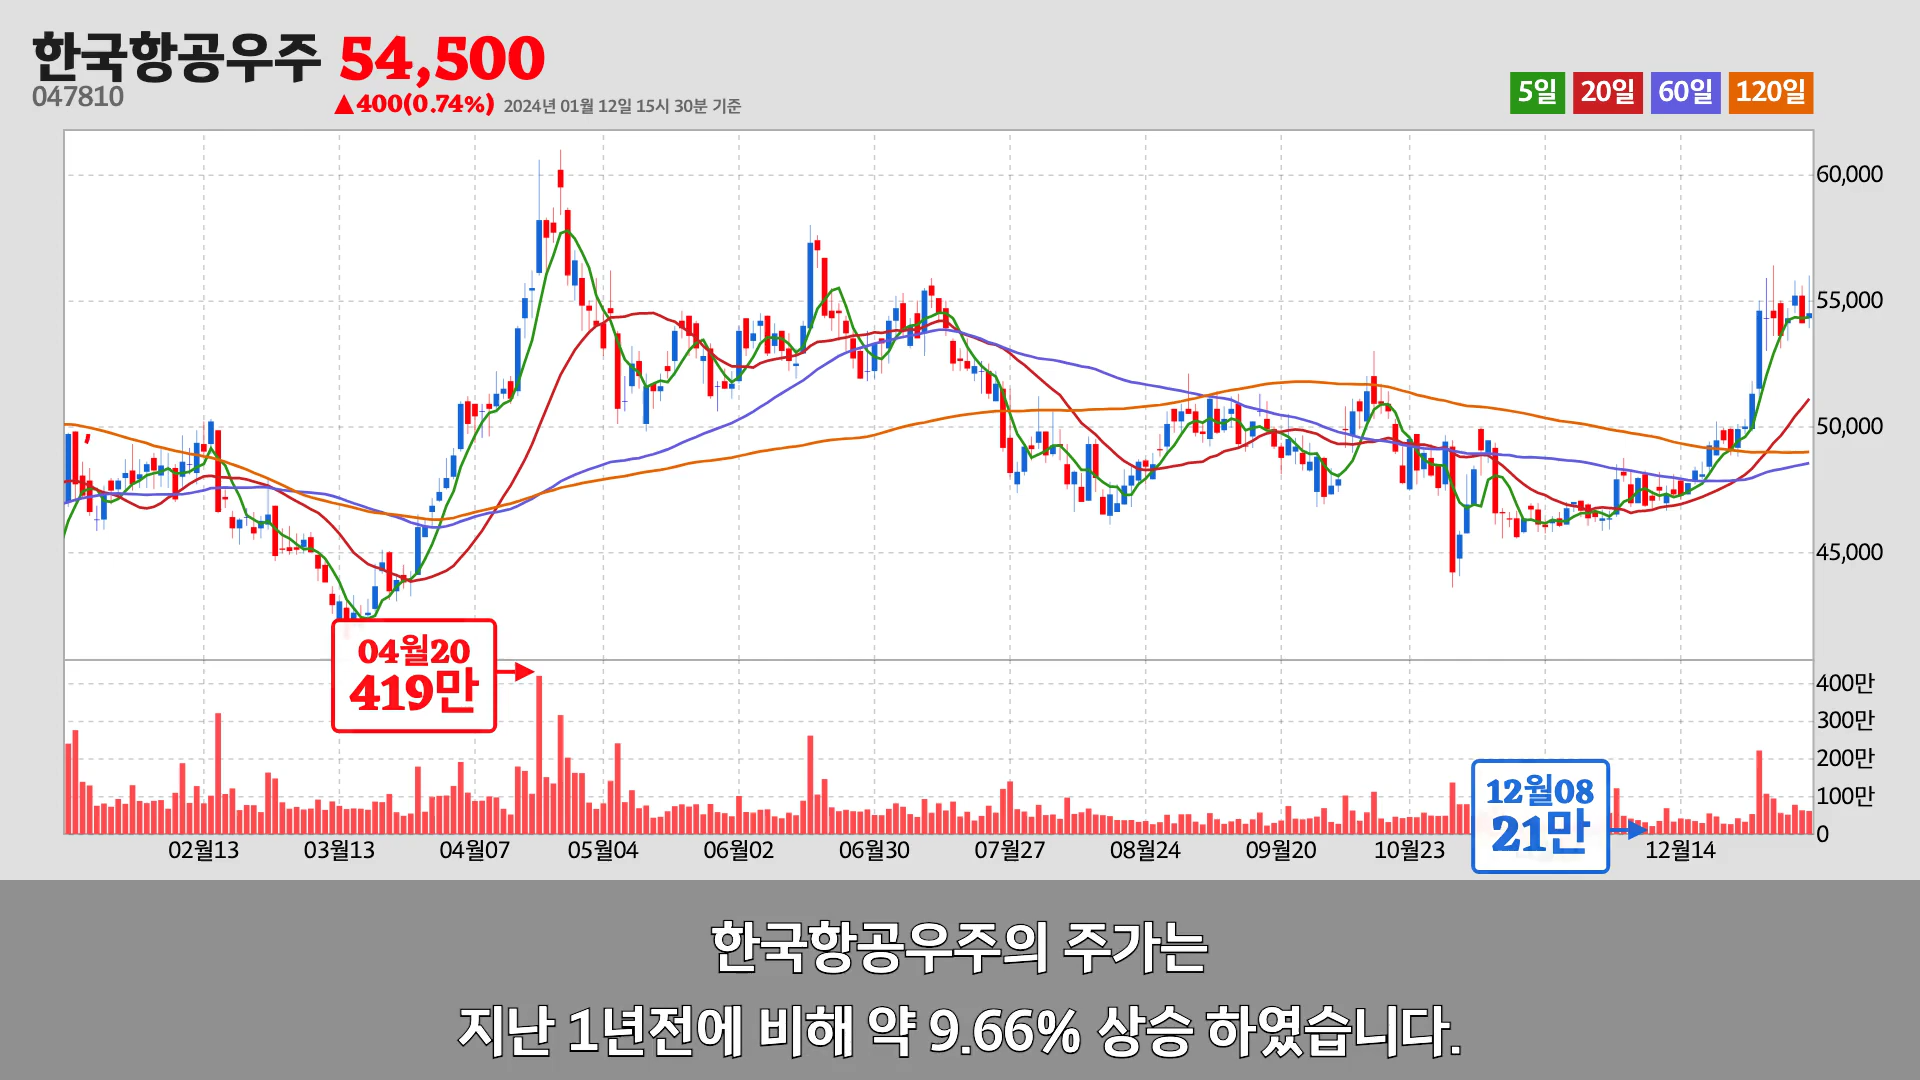 한국항공우주 54,500
047810
▲400(0.74%) 2024년 01월 12일 15시 30분 기준
5일 20일 60일 120일
60,000
55,000
50,000
45,000
04월20
419만
400만
300만
200만
100만
0
12월08
21만
02월13 03월13 04월07 05월04 06월02 06월30 07월27 08월24 09월20 10월23 12월14
한국항공우주의 주가는
지난 1년전에 비해 약 9.66% 상승 하였습니다.